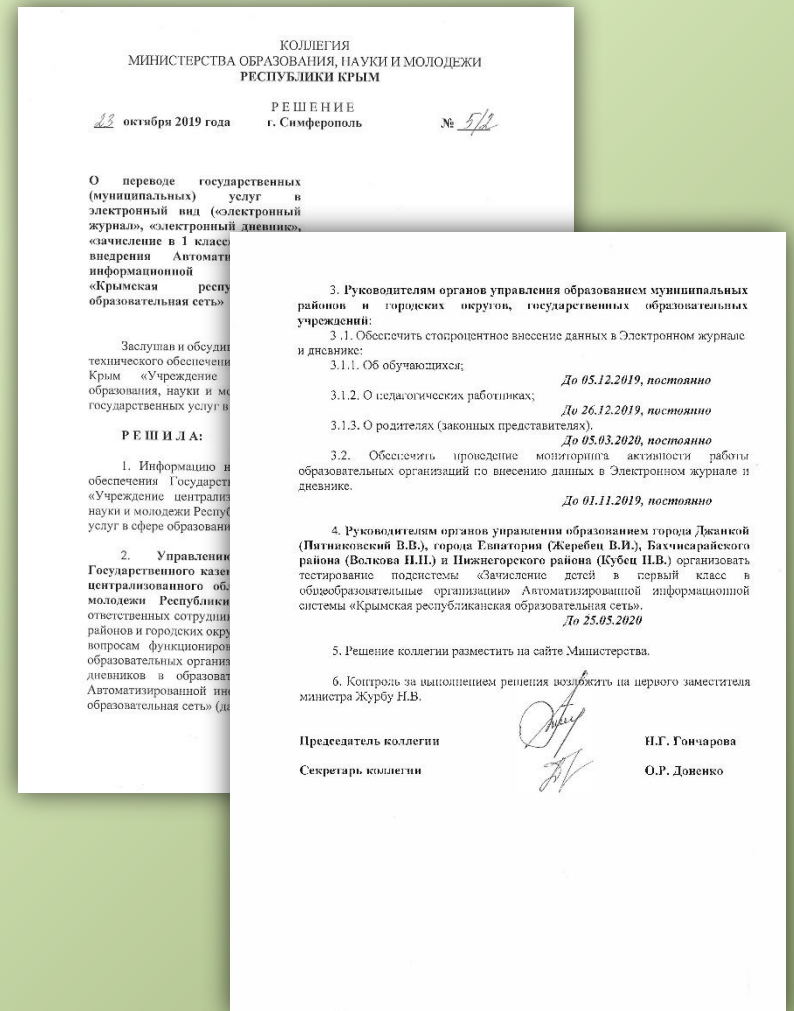 КОЛЛЕГИЯ
МИНИСТЕРСТВА ОБРАЗОВАНИЯ, НАУКИ И МОЛОДЕЖИ
РЕСПУБЛИКИ КРЫМ
РЕШЕНИЕ
23 октября 2019 года г. Симферополь № 5/2
О переводе государственных
(муниципальных) услуг в
электронный вид («электронный
журнал», «электронный дневник»,
«зачисление в 1 класс
внедрения Автомати
информационной
«Крымская респу
образовательная сеть»
Заслушав и обсуди
технического обеспечени
Крым «Учреждение
образования, науки и мо
государственных услуг в
РЕШИЛА:
1. Информацию н
обеспечения Государст
«Учреждение централиз
науки и молодежи Респу
услуг в сфере образовани
2. Управлению
Государственного казе
централизованного об
молодежи Республики
ответственных сотрудни
районов и городских окру
вопросам функциониров
образовательных организ
дневников в образоват
Автоматизированной ин
образовательная сеть» (да
3. Руководителям органов управления образованием муниципальных
районов и городских округов, государственных образовательных
учреждений:
3 .1. Обеспечить стопроцентное внесение данных в Электронном журнале
и дневнике:
3.1.1. Об обучающихся;
До 05.12.2019, постоянно
3.1.2. О педагогических работниках;
До 26.12.2019, постоянно
3.1.3. О родителях (законных представителях).
До 05.03.2020, постоянно
3.2. Обеспечить проведение мониторинга активности работы
образовательных организаций по внесению данных в Электронном журнале и
дневнике.
До 01.11.2019, постоянно
4. Руководителям органов управления образованием города Джанкой
(Пятниковский В.В.), города Евпатория (Жеребец В.И.), Бахчисарайского
района (Волкова Н.П.) и Нижнегорского района (Кубец Н.В.) организовать
тестирование подсистемы «Зачисление детей в первый класс в
общеобразовательные организации» Автоматизированной информационной
системы «Крымская республиканская образовательная сеть».
До 25.05.2020
5. Решение коллегии разместить на сайте Министерства.
6. Контроль за выполнением решения возложить на первого заместителя
министра Журбу Н.В.
Председатель коллегии Н.Г. Гончарова
Секретарь коллегии О.Р. Доненко